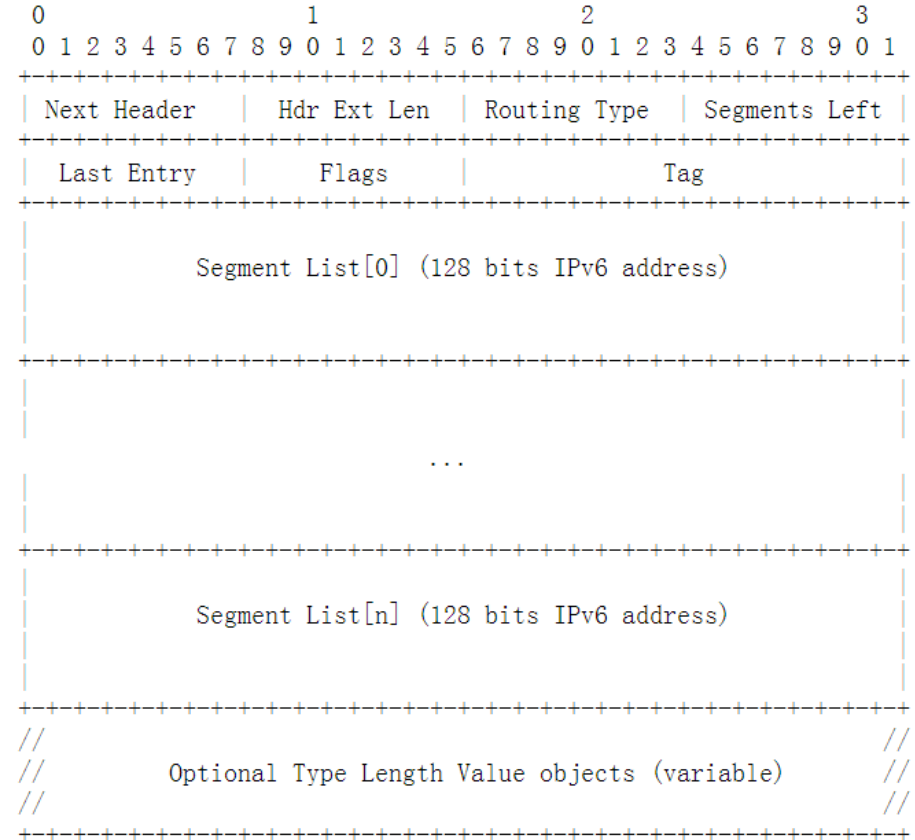 0 1 2 3
0 1 2 3 4 5 6 7 8 9 0 1 2 3 4 5 6 7 8 9 0 1 2 3 4 5 6 7 8 9 0 1
+-+-+-+-+-+-+-+-+-+-+-+-+-+-+-+-+-+-+-+-+-+-+-+-+-+-+-+-+-+-+-+-+
| Next Header | Hdr Ext Len | Routing Type | Segments Left |
+-+-+-+-+-+-+-+-+-+-+-+-+-+-+-+-+-+-+-+-+-+-+-+-+-+-+-+-+-+-+-+-+
| Last Entry | Flags | Tag |
+-+-+-+-+-+-+-+-+-+-+-+-+-+-+-+-+-+-+-+-+-+-+-+-+-+-+-+-+-+-+-+-+
| |
| Segment List[0] (128 bits IPv6 address) |
| |
| |
+-+-+-+-+-+-+-+-+-+-+-+-+-+-+-+-+-+-+-+-+-+-+-+-+-+-+-+-+-+-+-+-+
| |
| |
...
| |
| |
+-+-+-+-+-+-+-+-+-+-+-+-+-+-+-+-+-+-+-+-+-+-+-+-+-+-+-+-+-+-+-+-+
| |
| Segment List[n] (128 bits IPv6 address) |
| |
| |
+-+-+-+-+-+-+-+-+-+-+-+-+-+-+-+-+-+-+-+-+-+-+-+-+-+-+-+-+-+-+-+-+
// //
// Optional Type Length Value objects (variable) //
// //
+-+-+-+-+-+-+-+-+-+-+-+-+-+-+-+-+-+-+-+-+-+-+-+-+-+-+-+-+-+-+-+-+